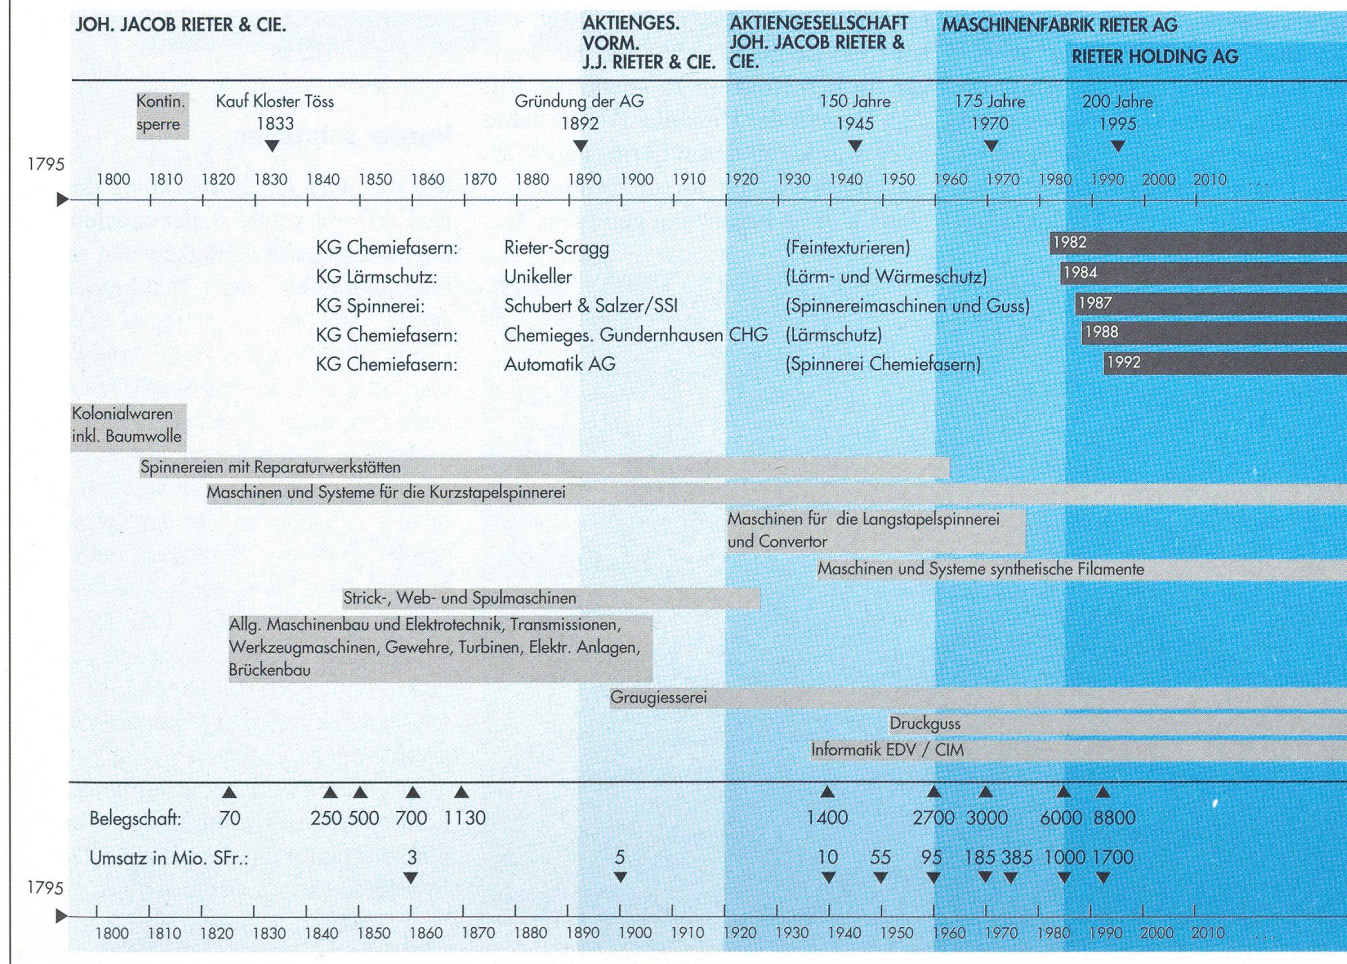 JOH. JACOB RIETER & CIE.
AKTIENGES.
VORM.
J.J. RIETER & CIE.
AKTIENGESELLSCHAFT
JOH. JACOB RIETER &
CIE.
MASCHINENFABRIK RIETER AG
RIETER HOLDING AG
Kontin.
sperre
Kauf Kloster Töss
1833
Gründung der AG
1892
150 Jahre
1945
175 Jahre
1970
200 Jahre
1995
1795
1800 1810 1820 1830 1840 1850 1860 1870 1880 1890 1900 1910 1920 1930 1940 1950 1960 1970 1980 1990 2000 2010 ....
KG Chemiefasern: Rieter-Scragg (Feintexturieren) 1982
KG Lärmschutz: Unikeller (Lärm- und Wärmeschutz) 1984
KG Spinnerei: Schubert & Salzer/SSI (Spinnereimaschinen und Guss) 1987
KG Chemiefasern: Chemieges. Gundernhausen CHG (Lärmschutz) 1988
KG Chemiefasern: Automatik AG (Spinnerei Chemiefasern) 1992
Kolonialwaren
inkl. Baumwolle
Spinnereien mit Reparaturwerkstätten
Maschinen und Systeme für die Kurzstapelspinnerei
Maschinen für die Langstapelspinnerei
und Convertor
Maschinen und Systeme synthetische Filamente
Strick-, Web- und Spulmaschinen
Allg. Maschinenbau und Elektrotechnik, Transmissionen,
Werkzeugmaschinen, Gewehre, Turbinen, Elektr. Anlagen,
Brückenbau
Graugiesserei
Druckguss
Informatik EDV / CIM
Belegschaft: 70 250 500 700 1130 1400 2700 3000 6000 8800
Umsatz in Mio. SFr.: 3 5 10 55 95 185 385 1000 1700
1795
1800 1810 1820 1830 1840 1850 1860 1870 1880 1890 1900 1910 1920 1930 1940 1950 1960 1970 1980 1990 2000 2010 ....